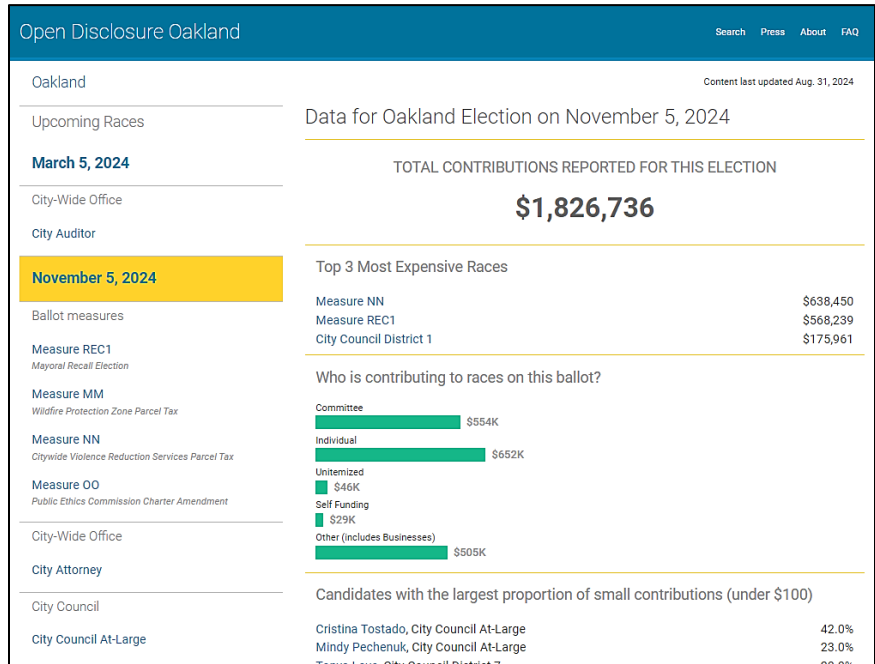 Open Disclosure Oakland
Search Press About FAQ
Oakland
Upcoming Races
March 5, 2024
City-Wide Office
City Auditor
November 5, 2024
Ballot measures
Measure REC1
Mayoral Recall Election
Measure MM
Wildfire Protection Zone Parcel Tax
Measure NN
Citywide Violence Reduction Services Parcel Tax
Measure OO
Public Ethics Commission Charter Amendment
City-Wide Office
City Attorney
City Council
City Council At-Large
Content last updated Aug. 31, 2024
Data for Oakland Election on November 5, 2024
TOTAL CONTRIBUTIONS REPORTED FOR THIS ELECTION
$1,826,736
Top 3 Most Expensive Races
Measure NN $638,450
Measure REC1 $568,239
City Council District 1 $175,961
Who is contributing to races on this ballot?
Committee
$554K
Individual
$652K
Unitemized
$46K
Self Funding
$29K
Other (includes Businesses)
$505K
Candidates with the largest proportion of small contributions (under $100)
Cristina Tostado, City Council At-Large 42.0%
Mindy Pechenuk, City Council At-Large 23.0%